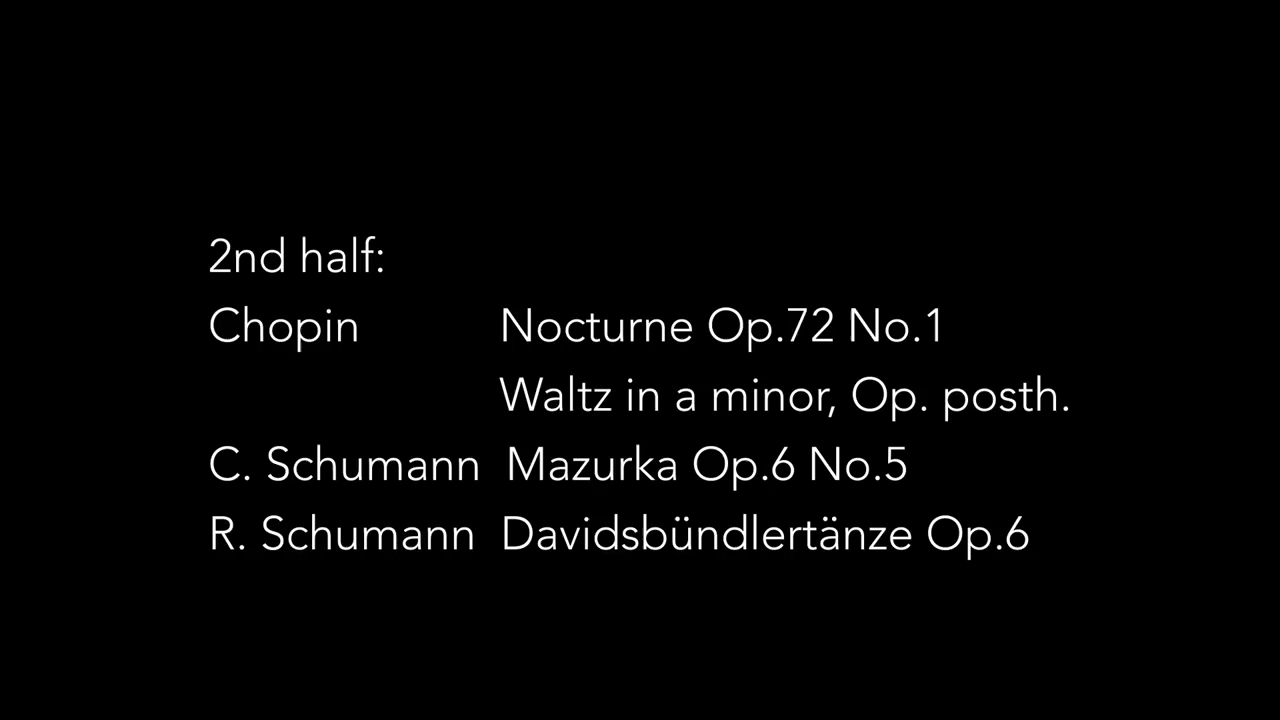 2nd half:
Chopin Nocturne Op.72 No.1
Waltz in a minor, Op. posth.
C. Schumann Mazurka Op.6 No.5
R. Schumann Davidsbündlertänze Op.6